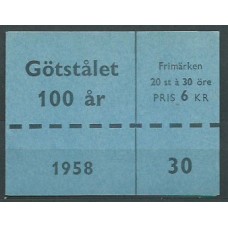 Götstålet
100 år
1958
Frimärken
20 st à 30 öre
PRIS 6 KR
30